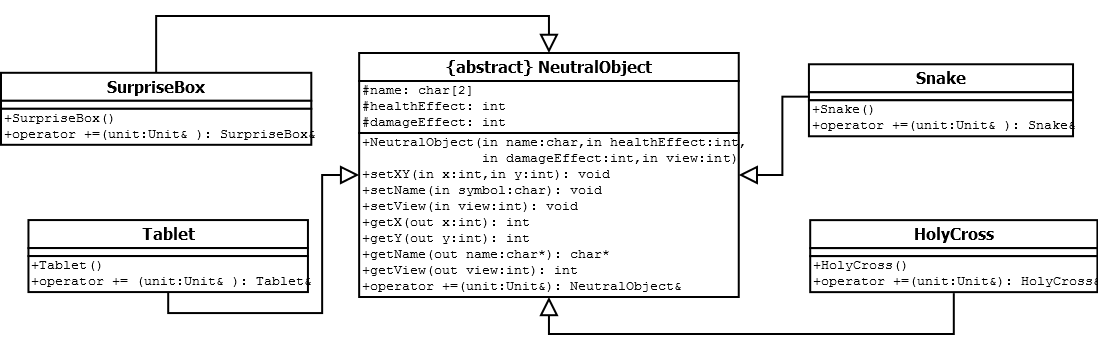 SurpriseBox
+SurpriseBox()
+operator +=(unit:Unit& ): SurpriseBox&
Tablet
+Tablet()
+operator += (unit:Unit& ): Tablet&
{abstract} NeutralObject
#name: char[2]
#healthEffect: int
#damageEffect: int
+NeutralObject(in name:char,in healthEffect:int,
in damageEffect:int,in view:int)
+setXY(in x:int,in y:int): void
+setName(in symbol:char): void
+setView(in view:int): void
+getX(out x:int): int
+getY(out y:int): int
+getName(out name:char*): char*
+getView(out view:int): int
+operator +=(unit:Unit&): NeutralObject&
Snake
+Snake()
+operator +=(unit:Unit& ): Snake&
HolyCross
+HolyCross()
+operator +=(unit:Unit&): HolyCross&